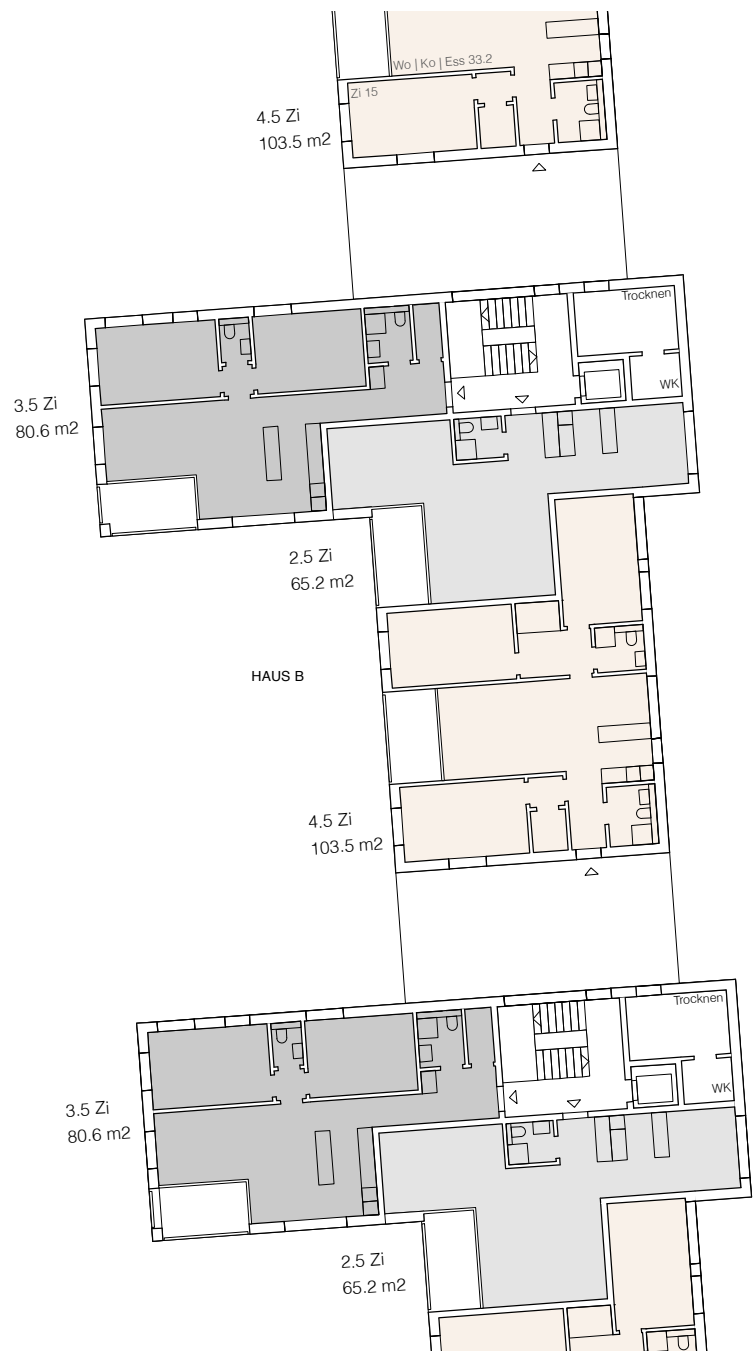 Wo | Ko | Ess 33.2
Zi 15
4.5 Zi
103.5 m2
Trocknen
WK
3.5 Zi
80.6 m2
2.5 Zi
65.2 m2
HAUS B
4.5 Zi
103.5 m2
Trocknen
WK
3.5 Zi
80.6 m2
2.5 Zi
65.2 m2